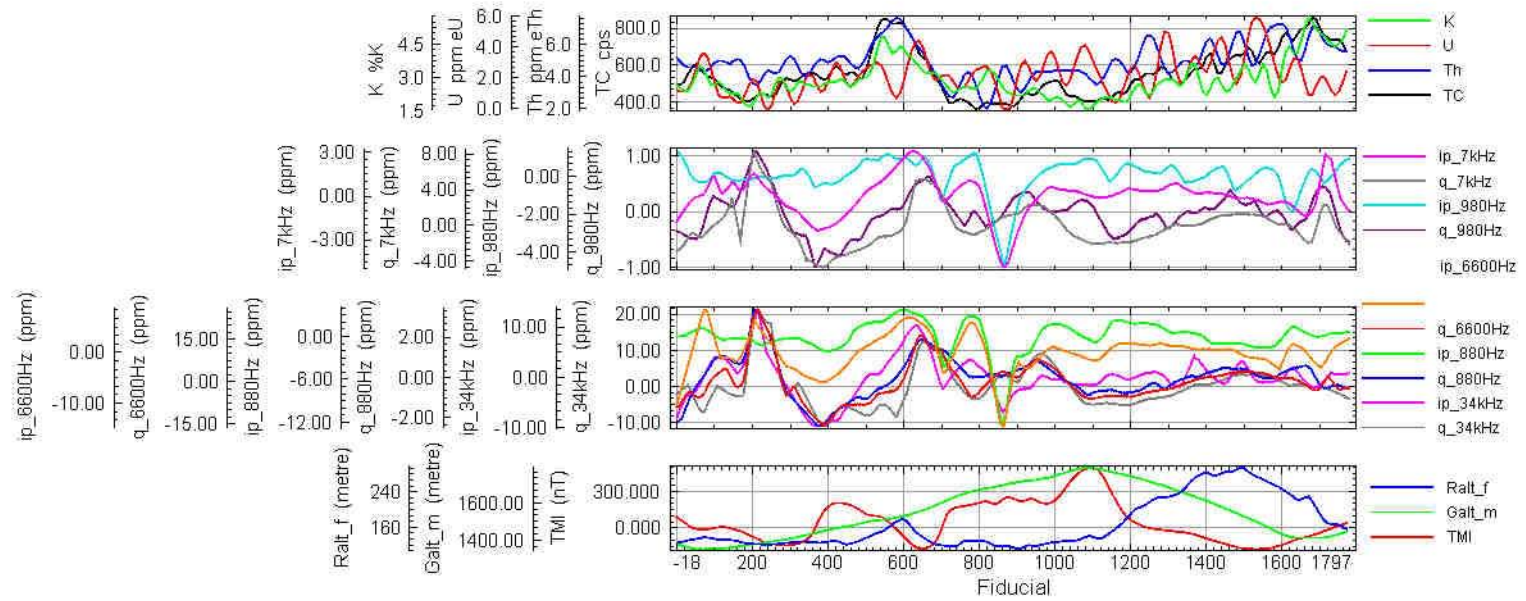 K %K
4.5
3.0
1.5
U ppm eU
6.0
4.0
2.0
0.0
Th ppm eTh
6.0
4.0
2.0
TC cps
800.0
600.0
400.0
K
U
Th
TC
ip_7kHz (ppm)
3.00
0.00
-3.00
q_7kHz (ppm)
8.00
4.00
0.00
-4.00
ip_980Hz (ppm)
0.00
-2.00
-4.00
q_980Hz (ppm)
1.00
0.00
-1.00
ip_7kHz
q_7kHz
ip_980Hz
q_980Hz
ip_6600Hz
ip_6600Hz (ppm)
0.00
-10.00
q_6600Hz (ppm)
15.00
0.00
-15.00
ip_880Hz (ppm)
0.00
-6.00
-12.00
q_880Hz (ppm)
2.00
0.00
-2.00
ip_34kHz (ppm)
10.00
0.00
-10.00
q_34kHz (ppm)
20.00
10.00
0.00
-10.00
q_6600Hz
ip_880Hz
q_880Hz
ip_34kHz
q_34kHz
Ralt_f (metre)
240
160
Galt_m (metre)
1600.00
1400.00
TMI (nT)
300.000
0.000
Ralt_f
Galt_m
TMI
-18 200 400 600 800 1000 1200 1400 1600 1797
Fiducial